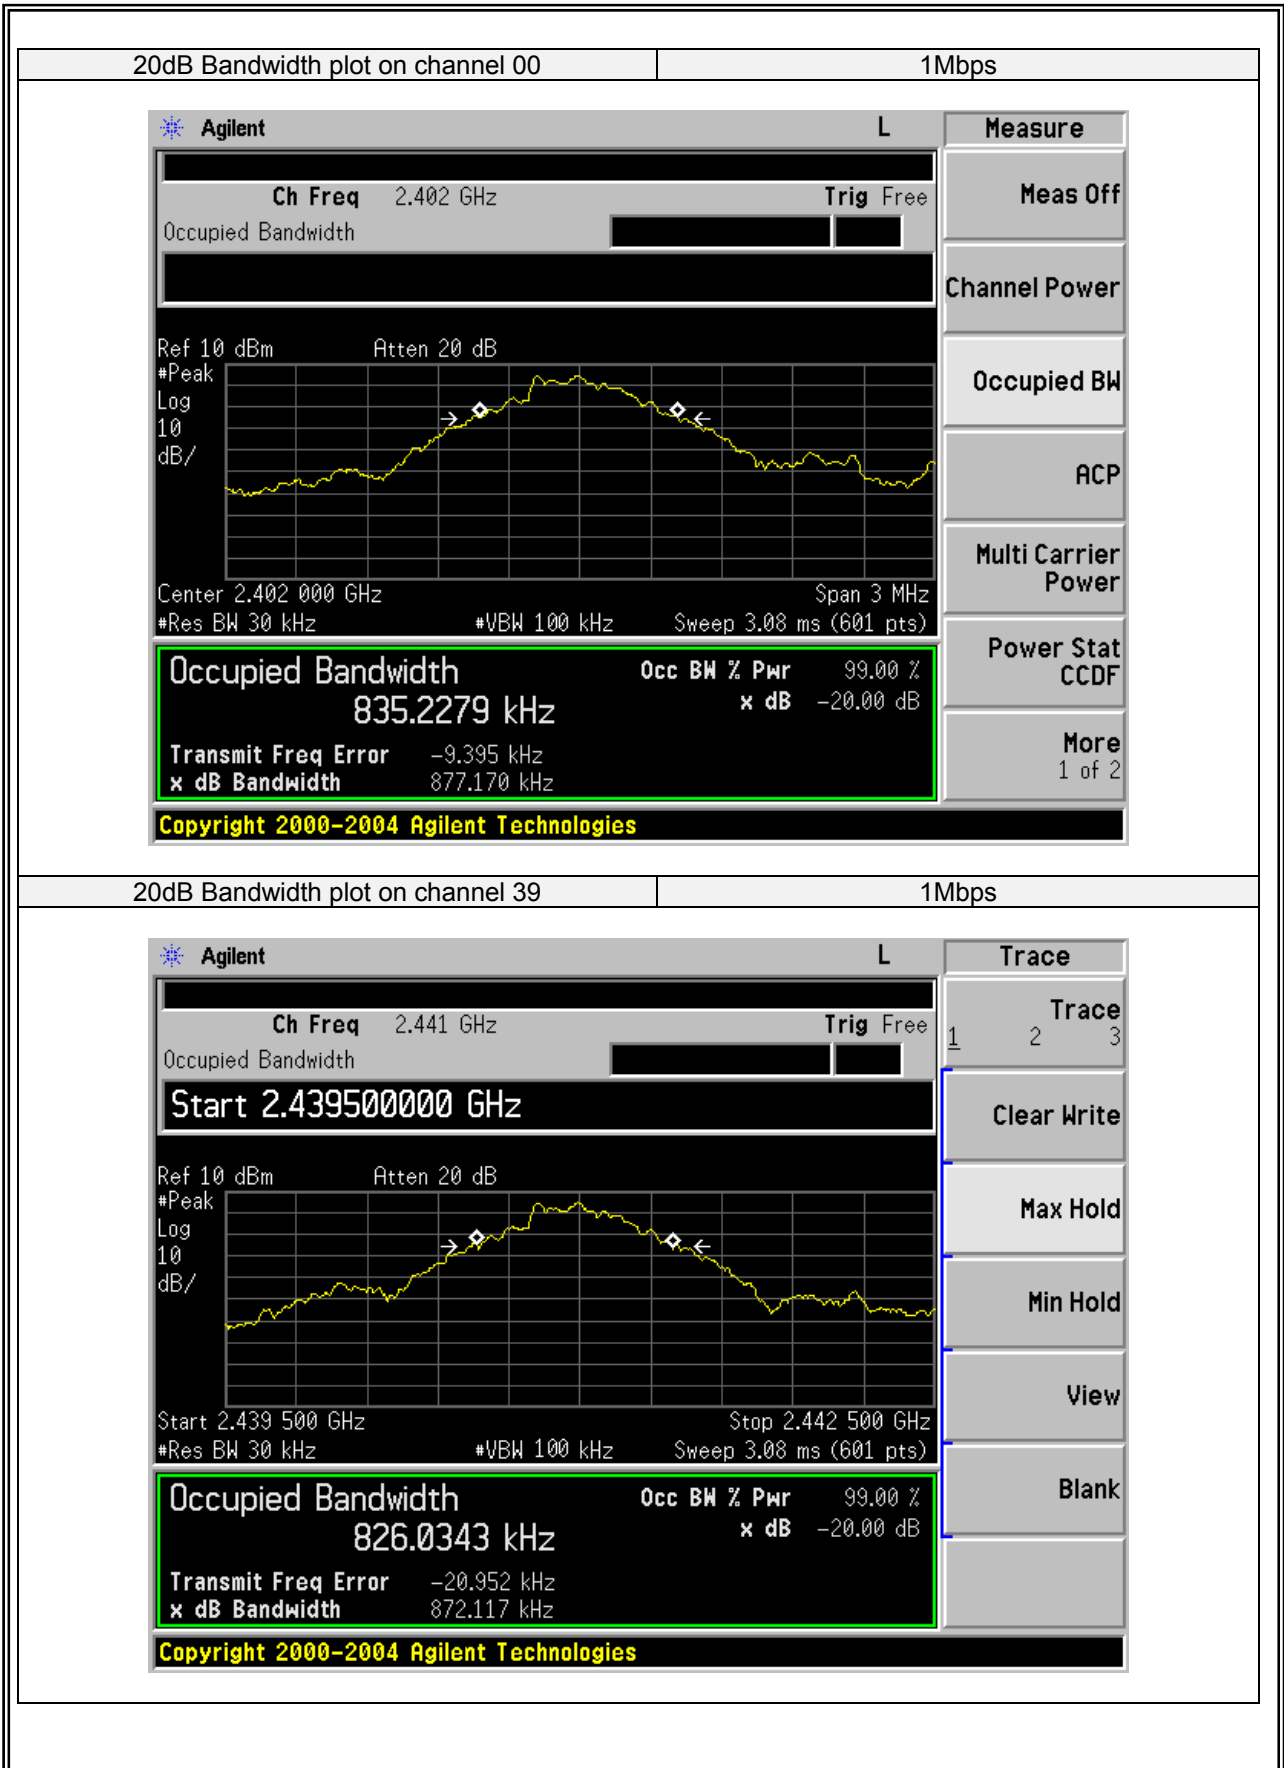 20dB Bandwidth plot on channel 00 1Mbps
Agilent L Measure
Ch Freq 2.402 GHz Trig Free
Meas Off
Occupied Bandwidth
Channel Power
Ref 10 dBm Atten 20 dB
#Peak
Log
10
dB/
Occupied BW
ACP
Multi Carrier
Power
Center 2.402 000 GHz Span 3 MHz
#Res BW 30 kHz #VBW 100 kHz Sweep 3.08 ms (601 pts)
Power Stat
CCDF
Occupied Bandwidth Occ BW % Pwr 99.00 %
835.2279 kHz x dB -20.00 dB
More
1 of 2
Transmit Freq Error -9.395 kHz
x dB Bandwidth 877.170 kHz
Copyright 2000-2004 Agilent Technologies
20dB Bandwidth plot on channel 39 1Mbps
Agilent L Trace
Ch Freq 2.441 GHz Trig Free
Trace
1 2 3
Occupied Bandwidth
Start 2.439500000 GHz
Clear Write
Ref 10 dBm Atten 20 dB
#Peak
Log
10
dB/
Max Hold
Min Hold
View
Start 2.439 500 GHz Stop 2.442 500 GHz
#Res BW 30 kHz #VBW 100 kHz Sweep 3.08 ms (601 pts)
Blank
Occupied Bandwidth Occ BW % Pwr 99.00 %
826.0343 kHz x dB -20.00 dB
Transmit Freq Error -20.952 kHz
x dB Bandwidth 872.117 kHz
Copyright 2000-2004 Agilent Technologies